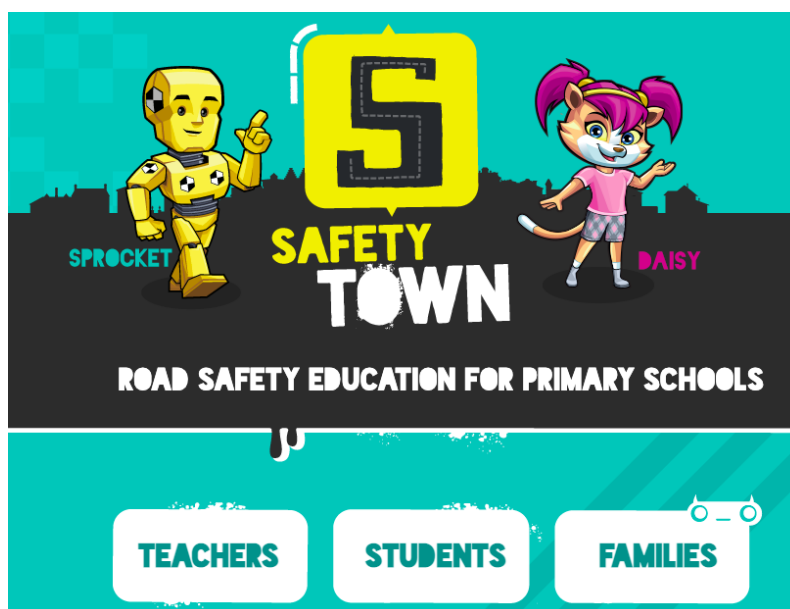 S
SPROCKET
SAFETY
TOWN
DAISY
ROAD SAFETY EDUCATION FOR PRIMARY SCHOOLS
TEACHERS
STUDENTS
FAMILIES